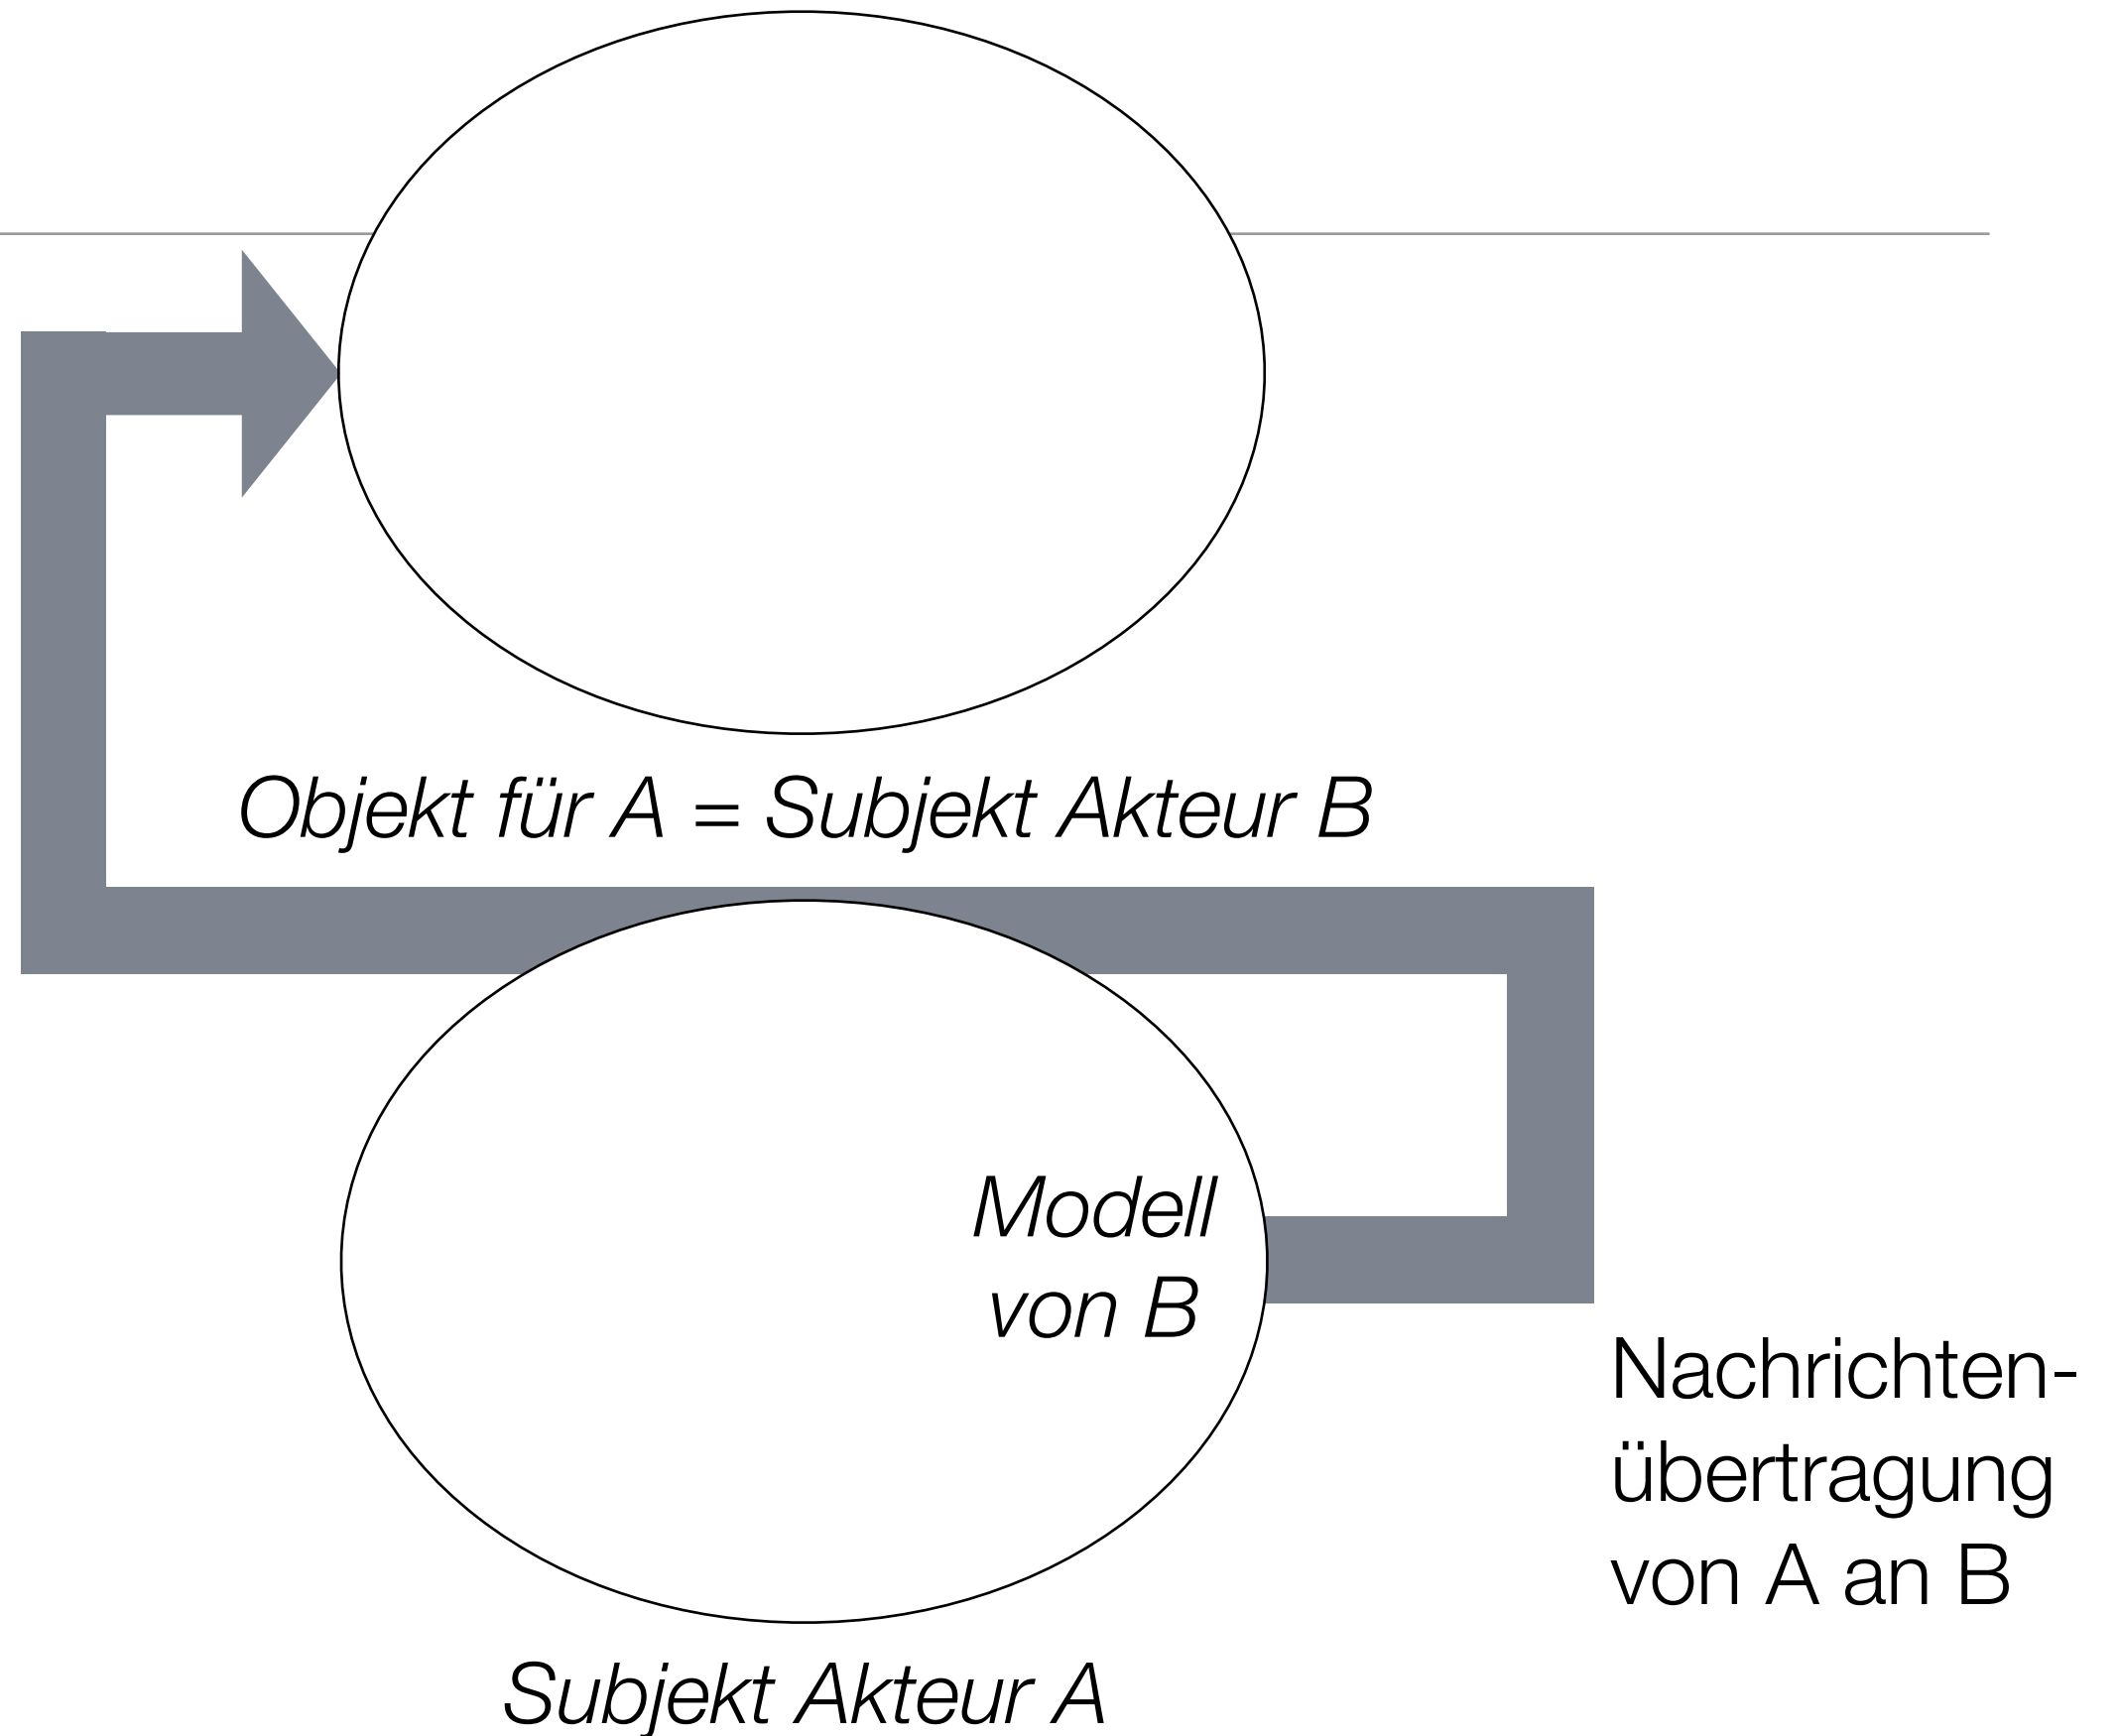 Objekt für A = Subjekt Akteur B
Modell
von B
Nachrichten-
übertragung
von A an B
Subjekt Akteur A